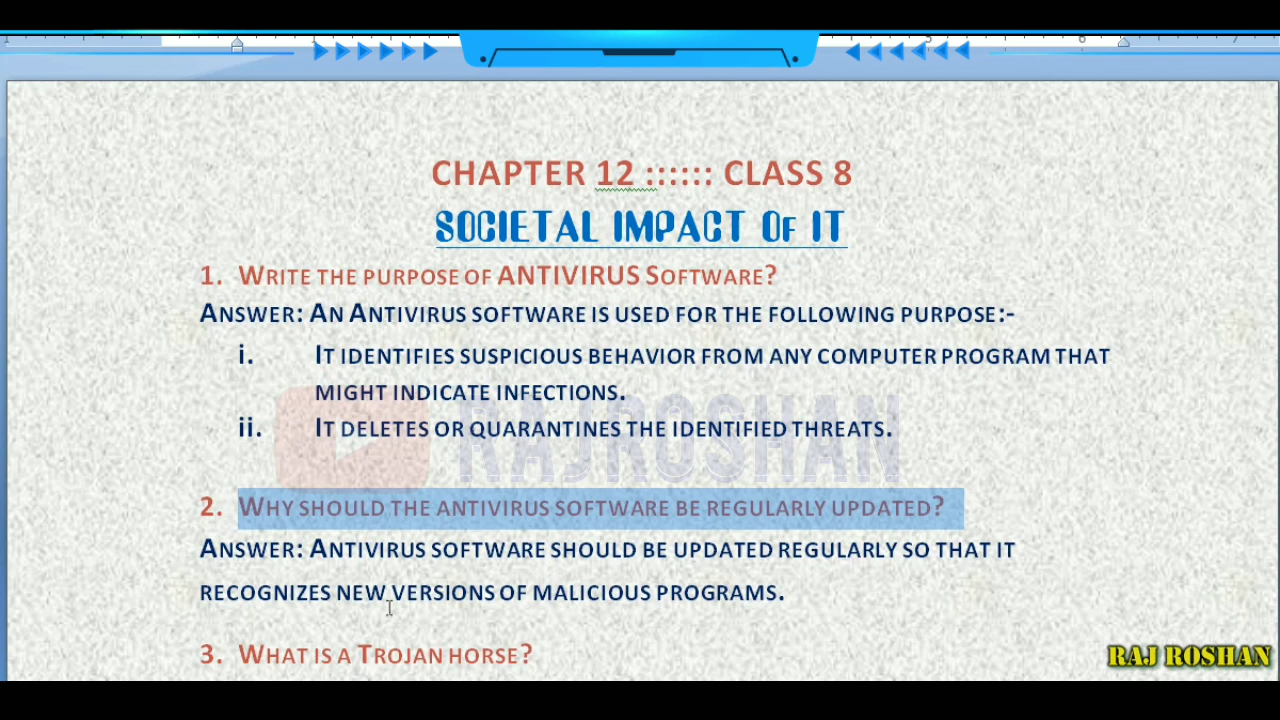 CHAPTER 12 :::::: CLASS 8
SOCIETAL IMPACT OF IT
1. WRITE THE PURPOSE OF ANTIVIRUS SOFTWARE?
ANSWER: AN ANTIVIRUS SOFTWARE IS USED FOR THE FOLLOWING PURPOSE:-
i. IT IDENTIFIES SUSPICIOUS BEHAVIOR FROM ANY COMPUTER PROGRAM THAT
MIGHT INDICATE INFECTIONS.
ii. IT DELETES OR QUARANTINES THE IDENTIFIED THREATS.
RAJROSHAN
2. WHY SHOULD THE ANTIVIRUS SOFTWARE BE REGULARLY UPDATED?
ANSWER: ANTIVIRUS SOFTWARE SHOULD BE UPDATED REGULARLY SO THAT IT
RECOGNIZES NEW VERSIONS OF MALICIOUS PROGRAMS.
3. WHAT IS A TROJAN HORSE?
RAJ ROSHAN